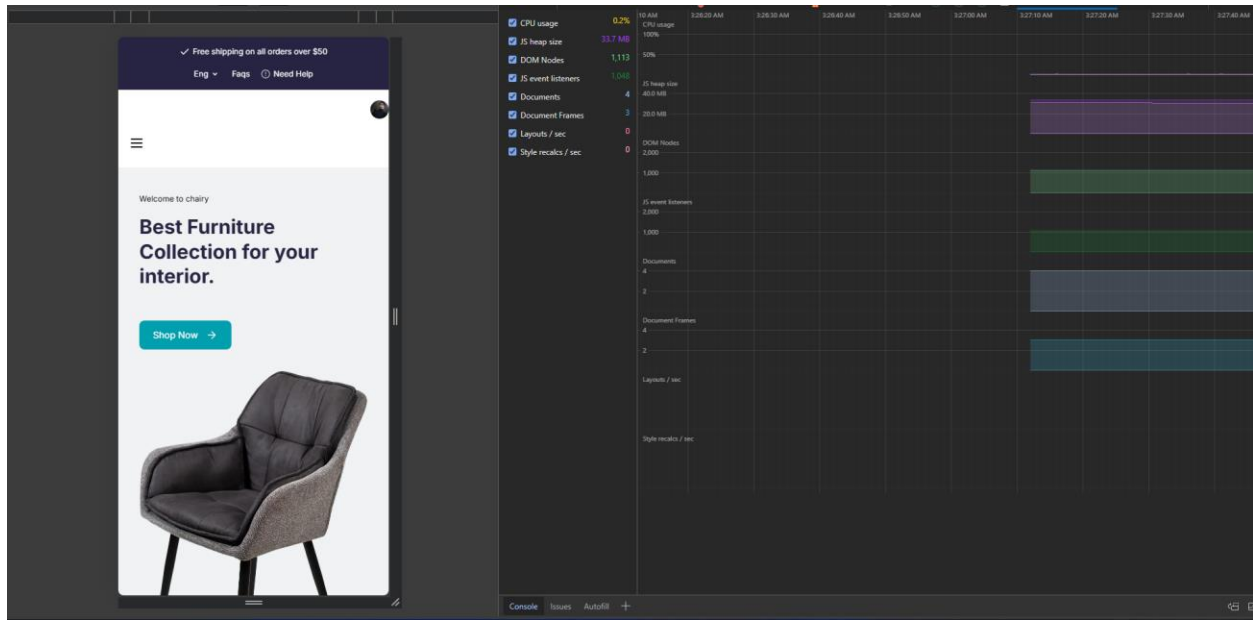 Free shipping on all orders over $50
Eng Faqs Need Help
Welcome to chairy
Best Furniture
Collection for your
interior.
Shop Now
CPU usage 0.2%
JS heap size 33.7 MB
DOM Nodes 1,113
JS event listeners 1,048
Documents 4
Document Frames 3
Layouts / sec 0
Style recalcs / sec 0
10 AM 3:26:20 AM 3:26:30 AM 3:26:40 AM 3:26:50 AM 3:27:00 AM 3:27:10 AM 3:27:20 AM 3:27:30 AM 3:27:40 AM
CPU usage
100%
50%
JS heap size
40.0 MB
20.0 MB
DOM Nodes
2,000
1,000
JS event listeners
2,000
1,000
Documents
4
2
Document Frames
4
2
Layouts / sec
Style recalcs / sec
Console Issues Autofill